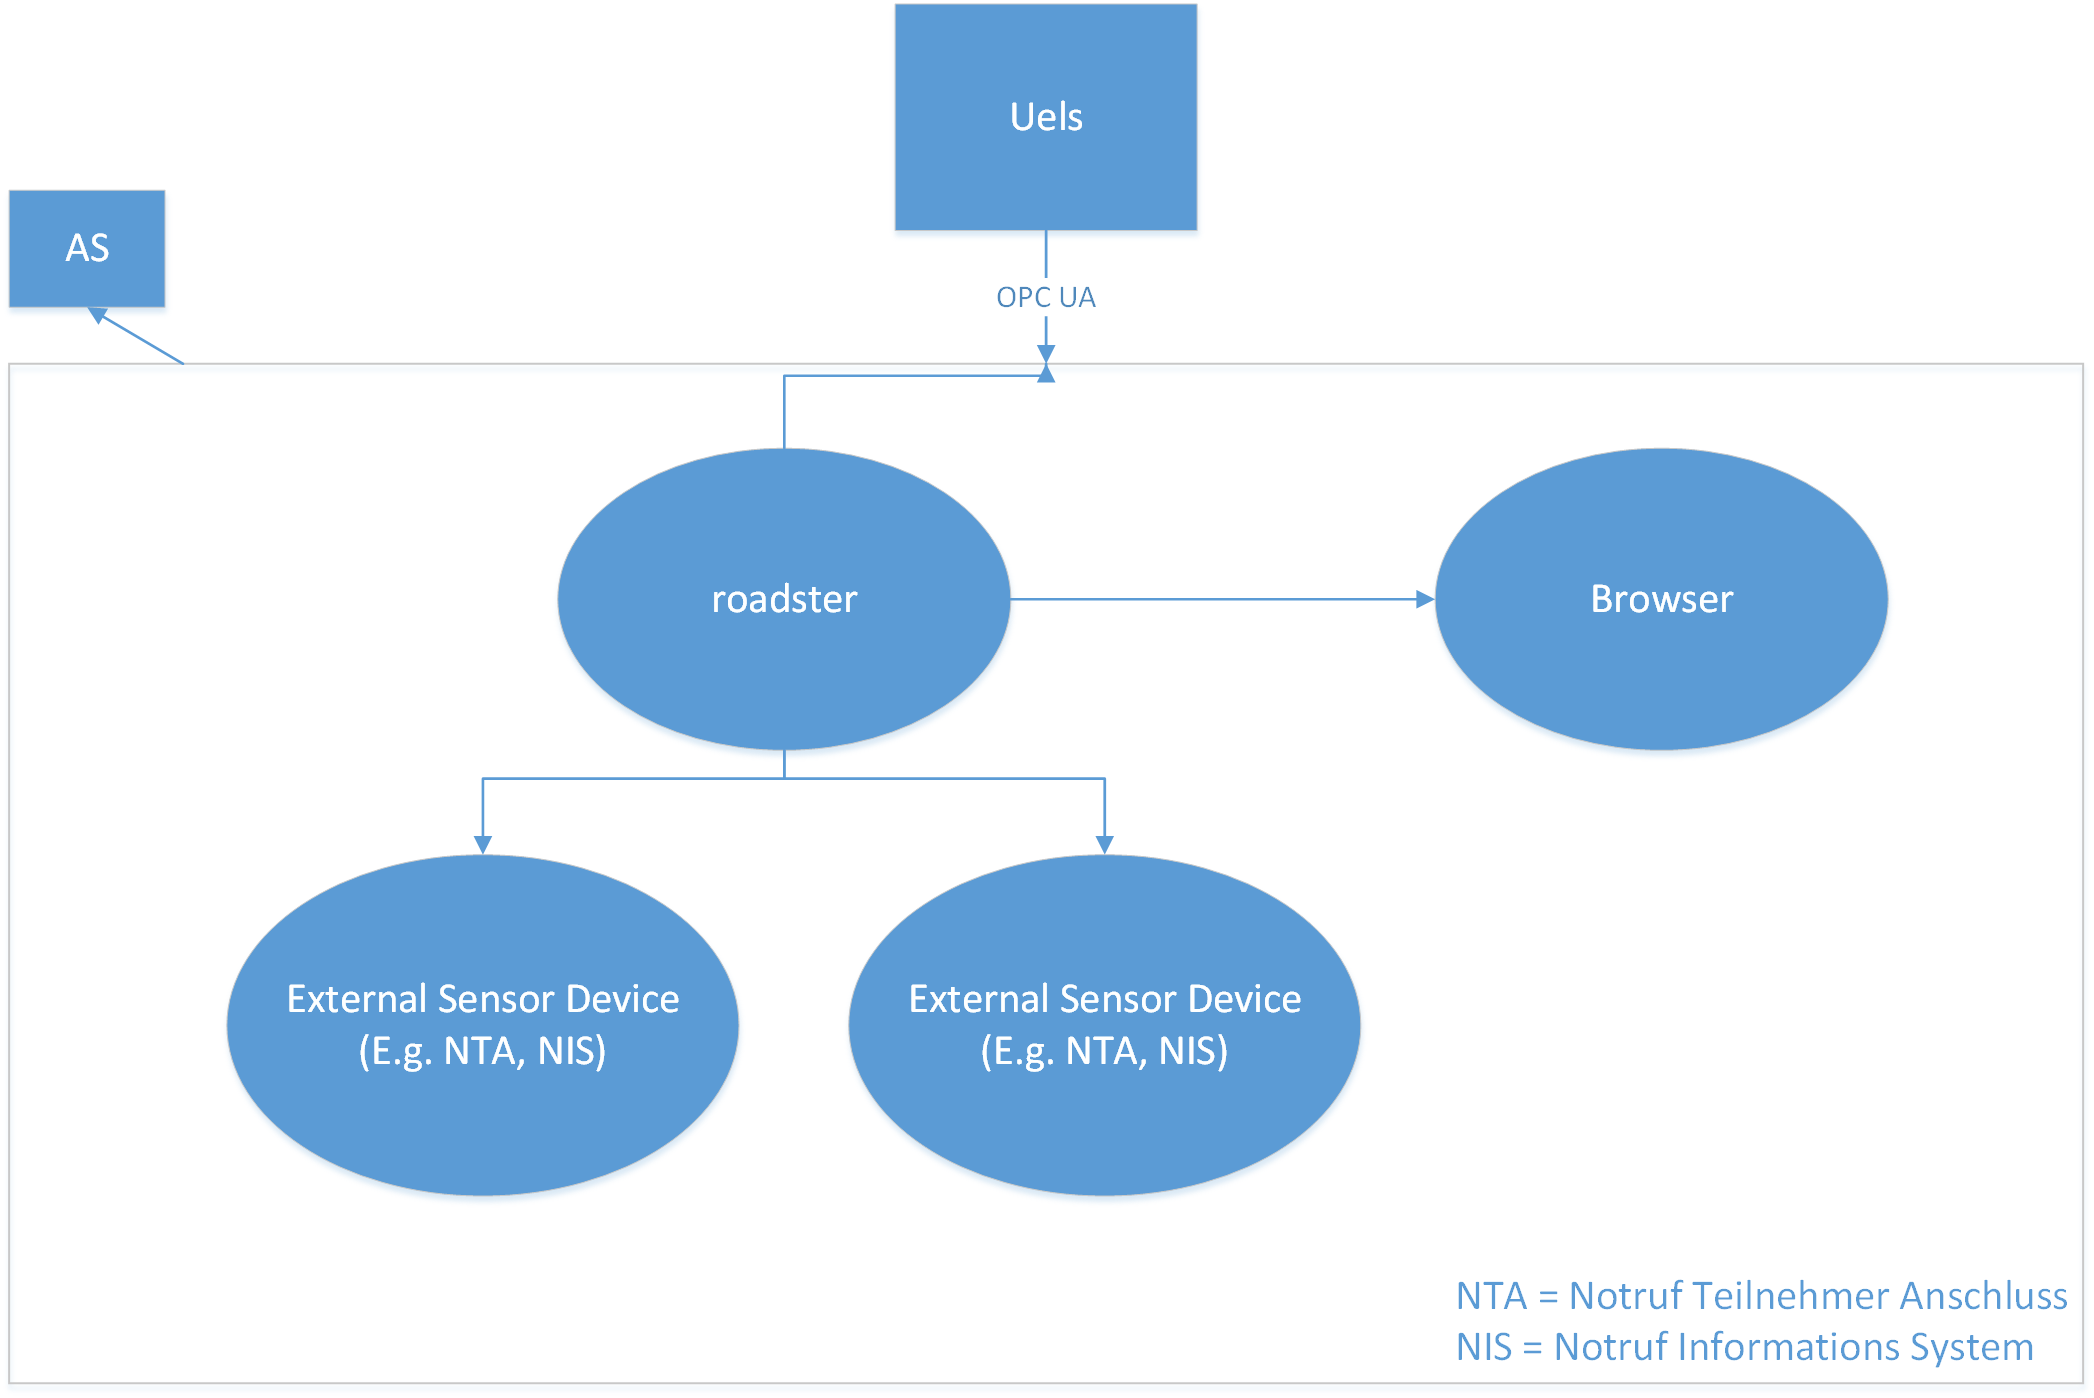 Uels
AS
OPC UA
roadster
Browser
External Sensor Device
(E.g. NTA, NIS)
External Sensor Device
(E.g. NTA, NIS)
NTA = Notruf Teilnehmer Anschluss
NIS = Notruf Informations System